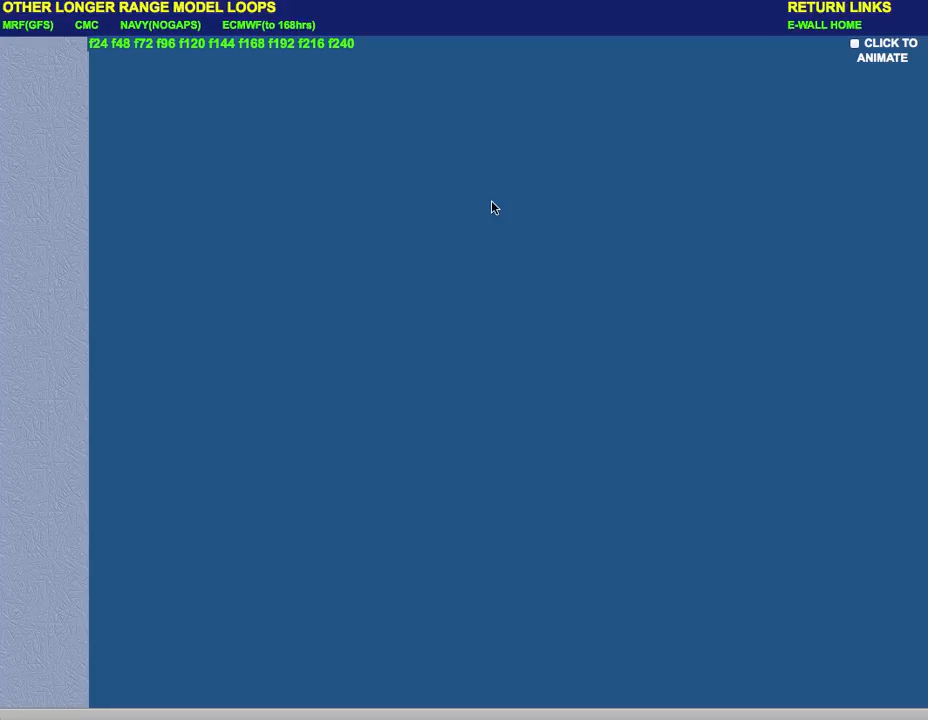 OTHER LONGER RANGE MODEL LOOPS
RETURN LINKS
MRF(GFS) CMC NAVY(NOGAPS) ECMWF(to 168hrs)
E-WALL HOME
f24 f48 f72 f96 f120 f144 f168 f192 f216 f240
CLICK TO
ANIMATE